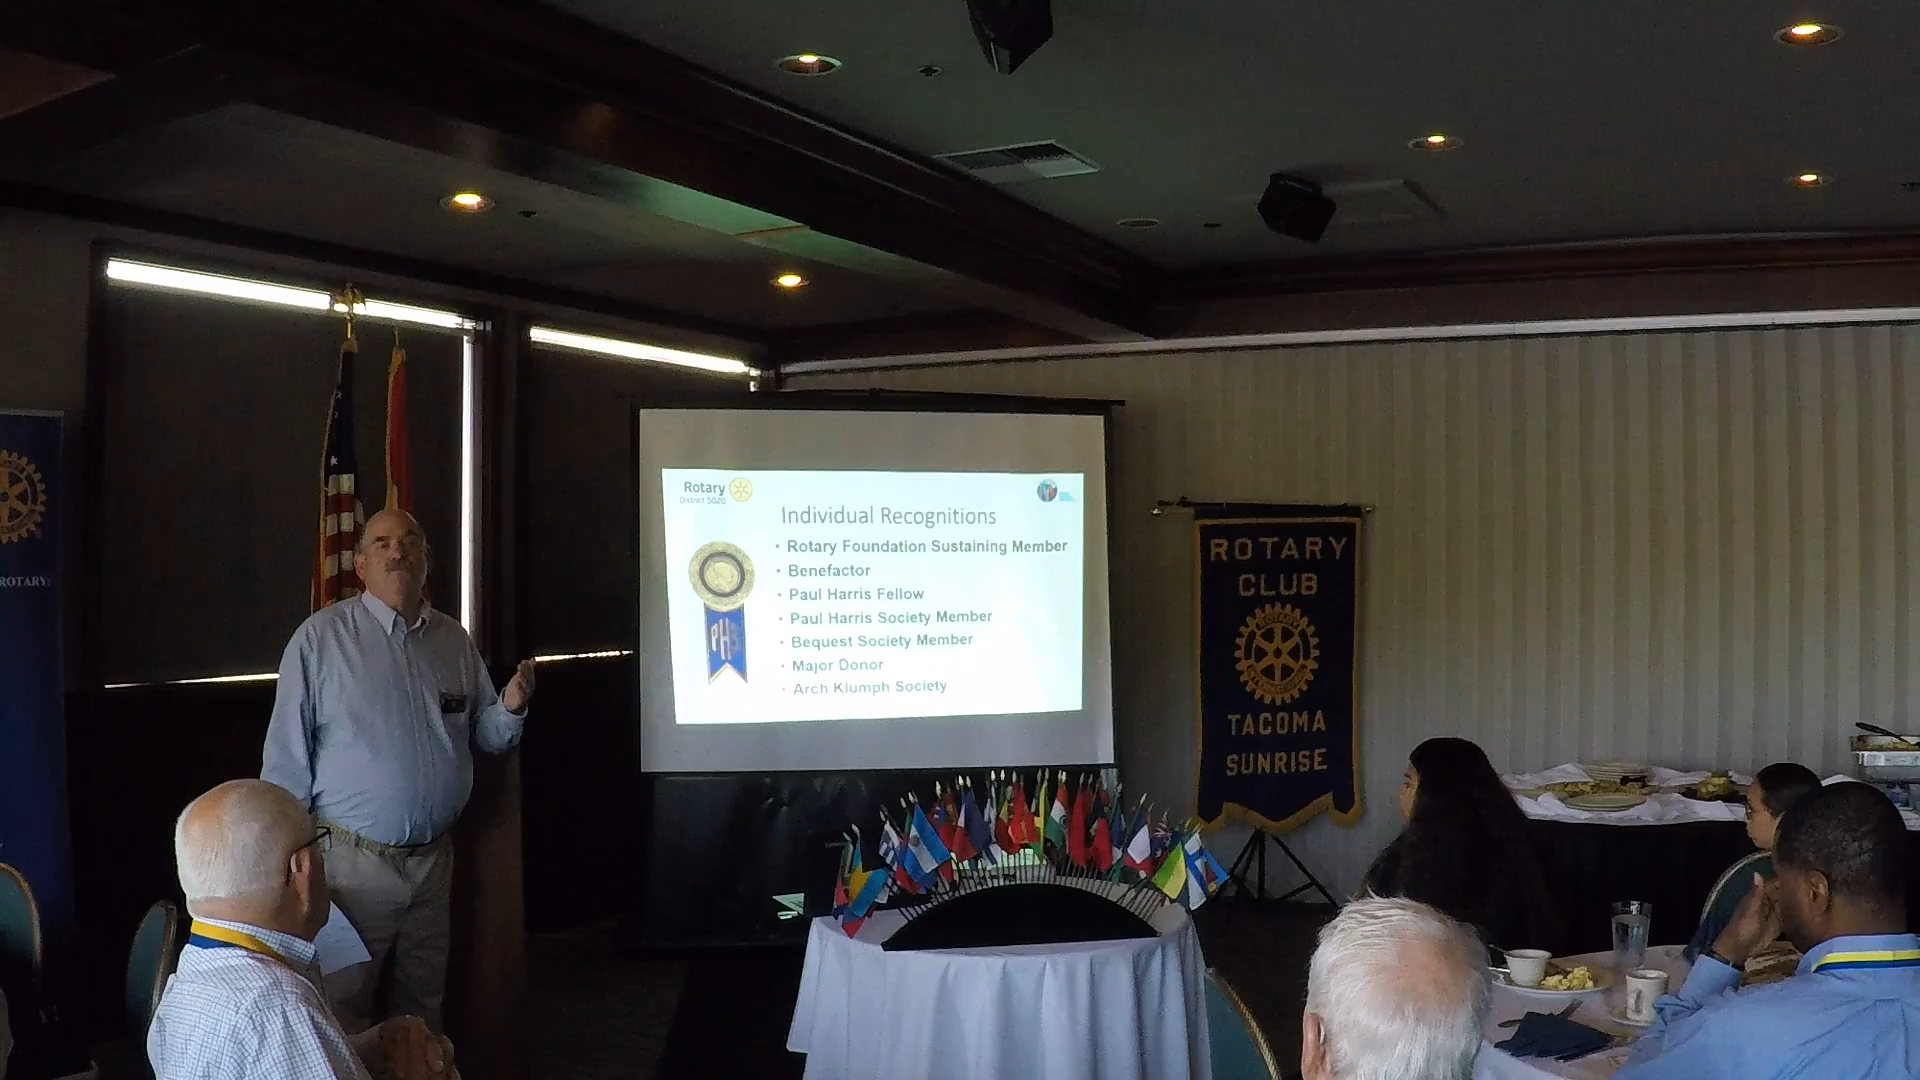 ROTARY:
Rotary
District 5020
Individual Recognitions
• Rotary Foundation Sustaining Member
• Benefactor
• Paul Harris Fellow
• Paul Harris Society Member
• Bequest Society Member
• Major Donor
• Arch Klumph Society
PHS
ROTARY
CLUB
TACOMA
SUNRISE